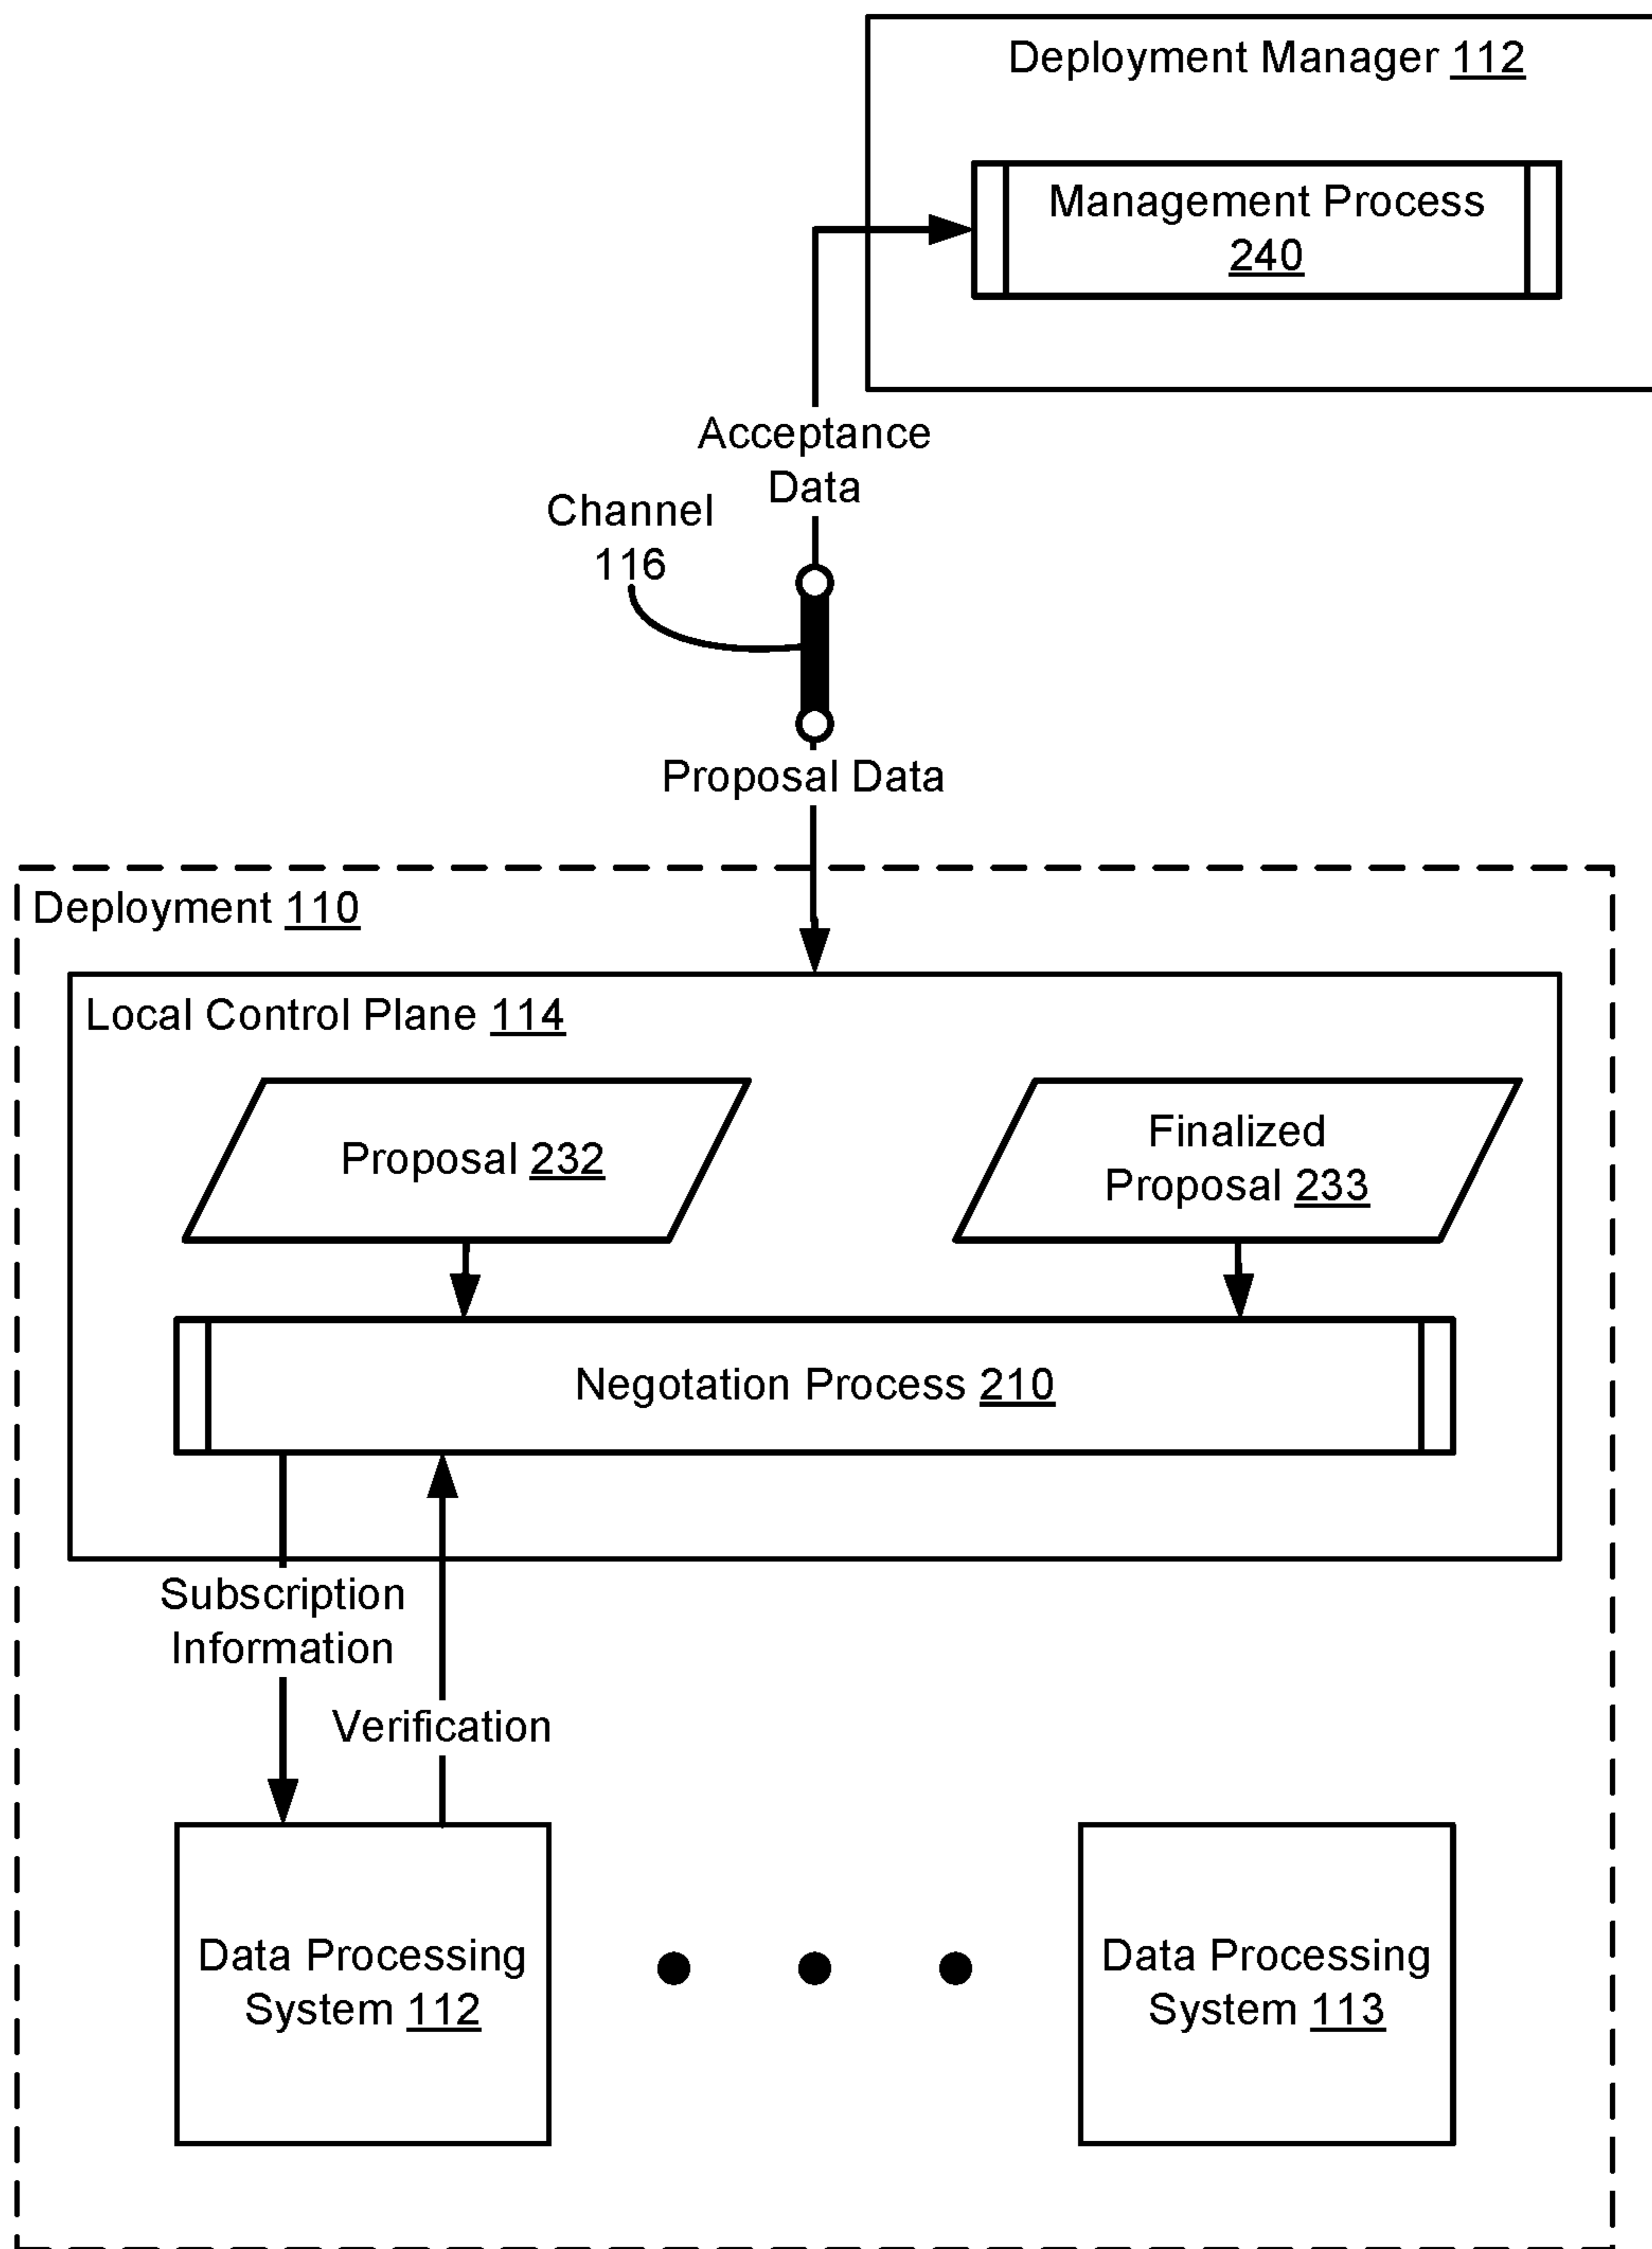 Deployment Manager 112
Management Process
240
Acceptance
Data
Channel
116
Proposal Data
Deployment 110
Local Control Plane 114
Proposal 232
Finalized
Proposal 233
Negotation Process 210
Subscription
Information
Verification
Data Processing
System 112
Data Processing
System 113